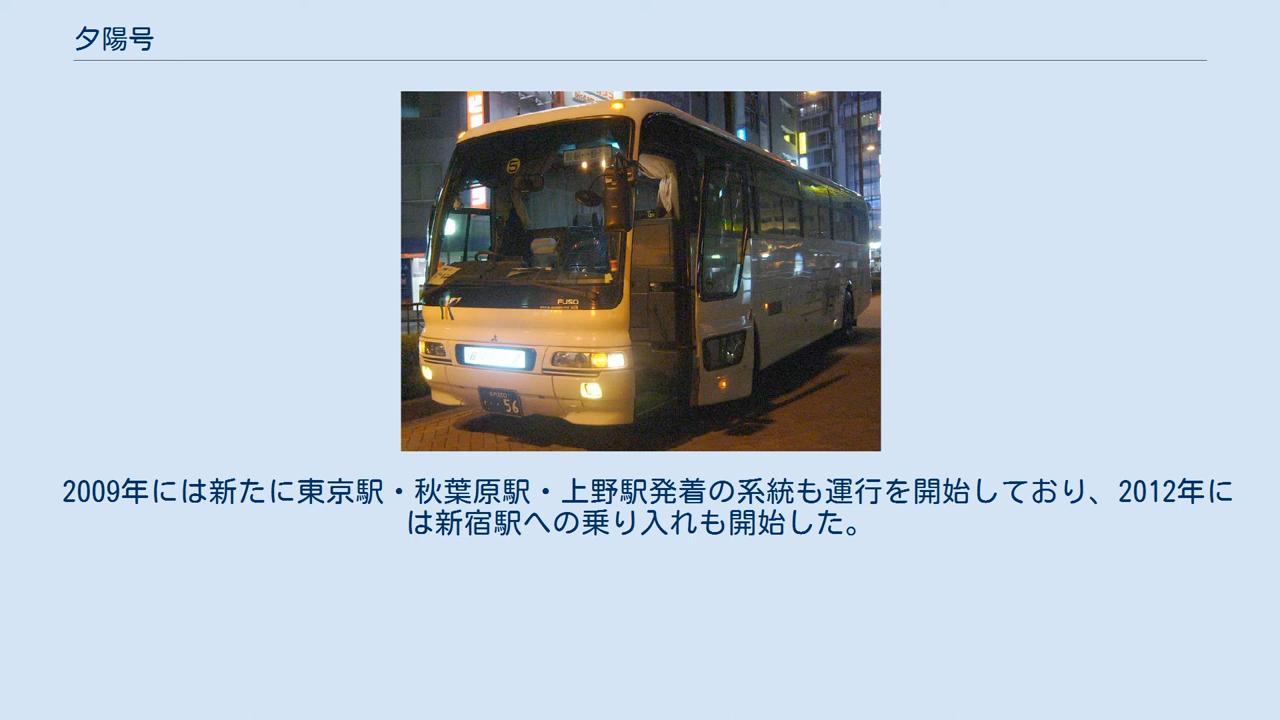 夕陽号
FUSO
56
2009年には新たに東京駅・秋葉原駅・上野駅発着の系統も運行を開始しており、2012年に
は新宿駅への乗り入れも開始した。